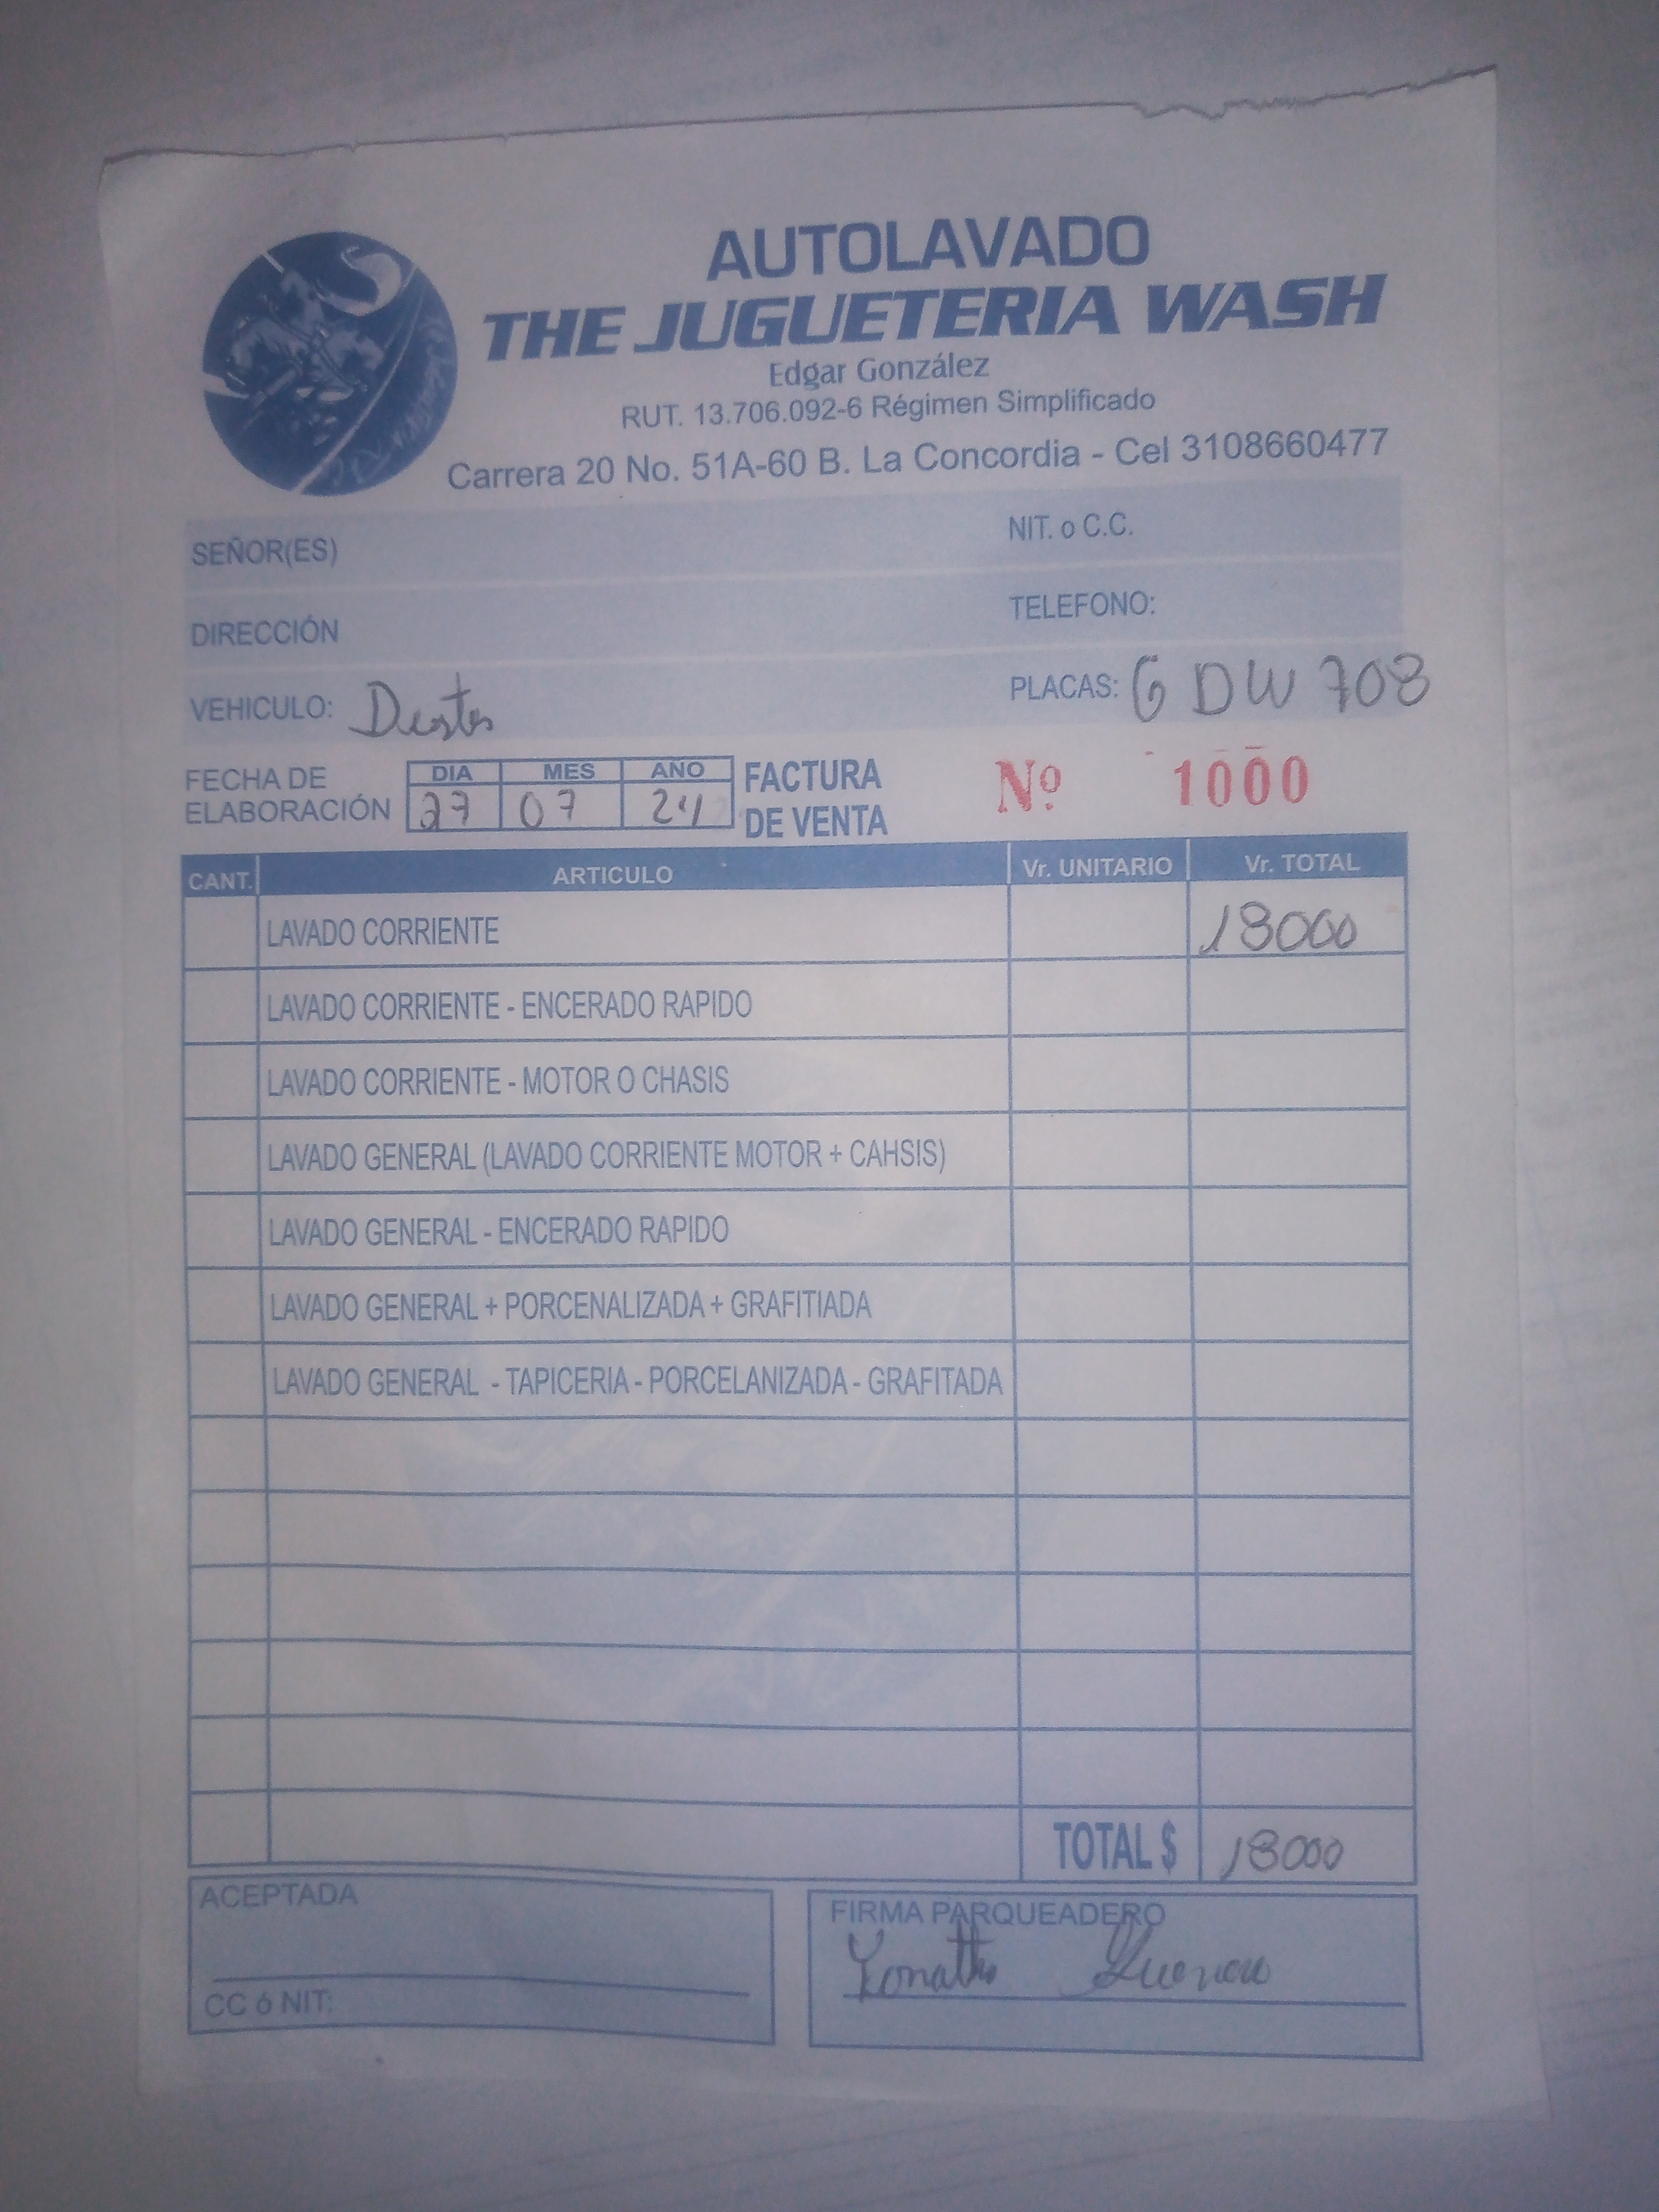 AUTOLAVADO
THE JUGUETERIA WASH
Edgar González
RUT. 13.706.092-6 Régimen Simplificado
Carrera 20 No. 51A-60 B. La Concordia - Cel 3108660477
SEÑOR(ES) NIT. o C.C.
DIRECCIÓN TELEFONO:
VEHICULO: PLACAS: GDW 708
FECHA DE ELABORACIÓN DIA MES AÑO FACTURA DE VENTA Nº 1000
27 07 24
CANT. ARTICULO Vr. UNITARIO Vr. TOTAL
LAVADO CORRIENTE 18000
LAVADO CORRIENTE - ENCERADO RAPIDO
LAVADO CORRIENTE - MOTOR O CHASIS
LAVADO GENERAL (LAVADO CORRIENTE MOTOR + CAHSIS)
LAVADO GENERAL - ENCERADO RAPIDO
LAVADO GENERAL + PORCENALIZADA + GRAFITIADA
LAVADO GENERAL - TAPICERIA - PORCELANIZADA - GRAFITADA
TOTAL $ 18000
ACEPTADA FIRMA PARQUEADERO
CC ó NIT: